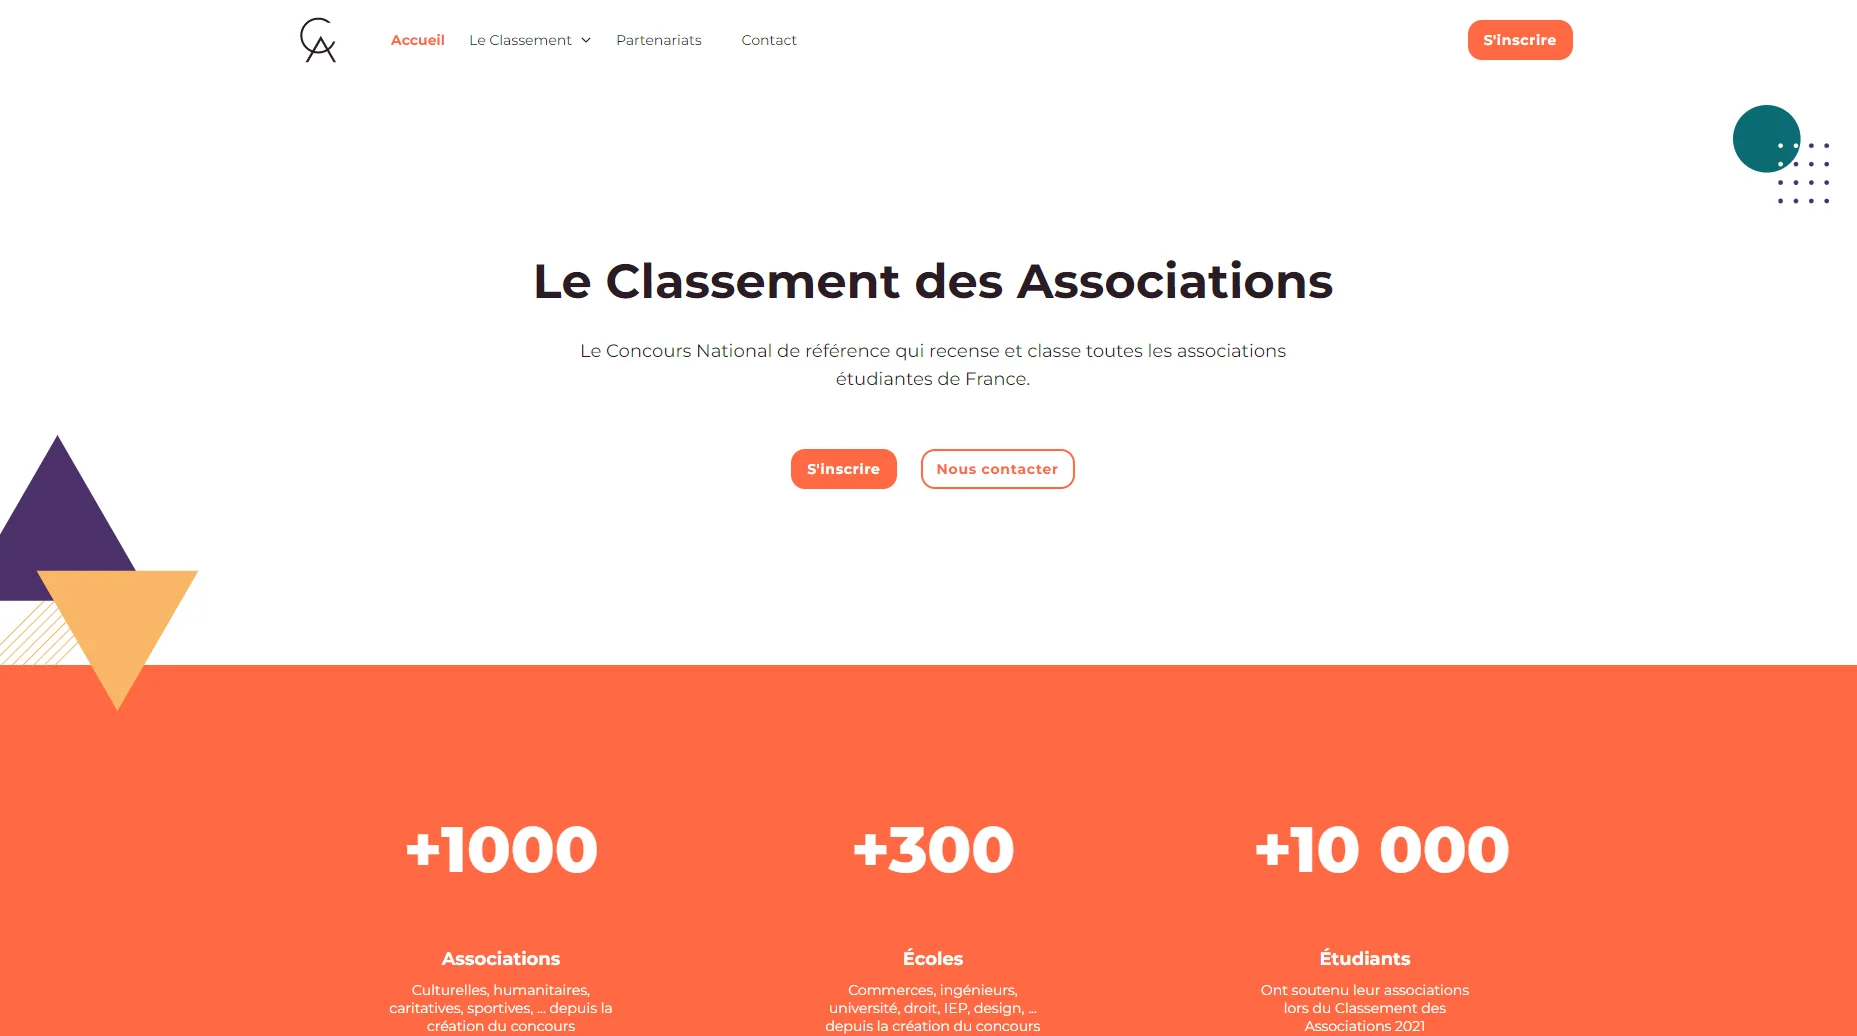 Accueil Le Classement Partenariats Contact S'inscrire
Le Classement des Associations
Le Concours National de référence qui recense et classe toutes les associations
étudiantes de France.
S'inscrire Nous contacter
+1000
+300
+10 000
Associations
Culturelles, humanitaires,
caritatives, sportives, ... depuis la
création du concours
Écoles
Commerces, ingénieurs,
université, droit, IEP, design, ...
depuis la création du concours
Étudiants
Ont soutenu leur associations
lors du Classement des
Associations 2021